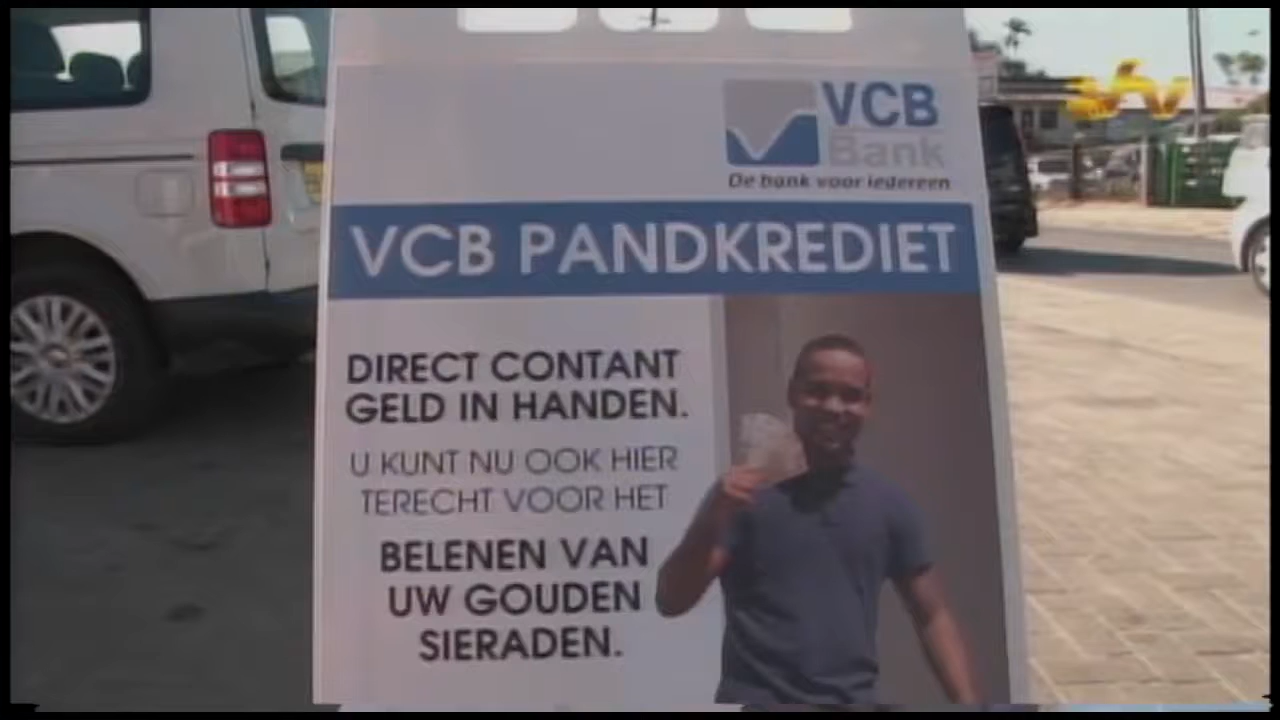 VCB
Bank
De bank voor iedereen
VCB PANDKREDIET
DIRECT CONTANT
GELD IN HANDEN.
U KUNT NU OOK HIER
TERECHT VOOR HET
BELENEN VAN
UW GOUDEN
SIERADEN.